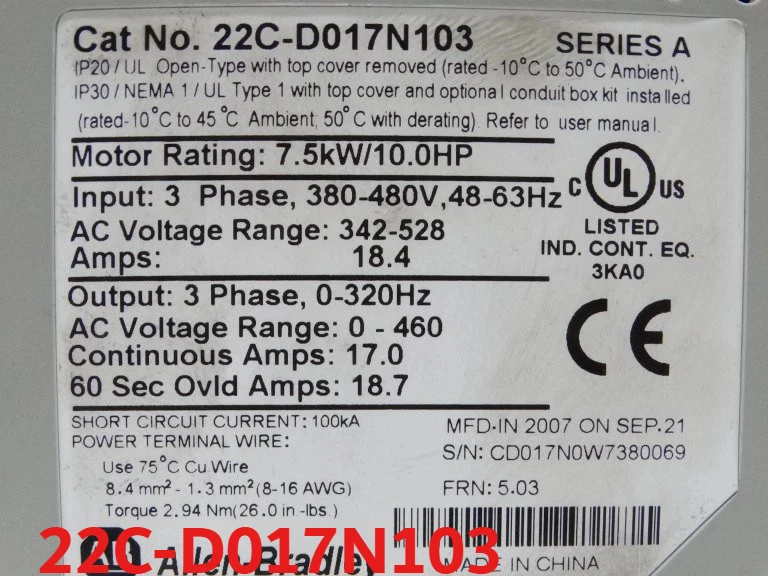 Cat No. 22C-D017N103 SERIES A
IP20 / UL Open-Type with top cover removed (rated -10°C to 50°C Ambient).
IP30 / NEMA 1 / UL Type 1 with top cover and optional conduit box kit installed
(rated-10°C to 45°C Ambient, 50°C with derating). Refer to user manual.
Motor Rating: 7.5kW/10.0HP
Input: 3 Phase, 380-480V,48-63Hz
AC Voltage Range: 342-528
Amps: 18.4
C UL US
LISTED
IND. CONT. EQ.
3KA0
Output: 3 Phase, 0-320Hz
AC Voltage Range: 0 - 460
Continuous Amps: 17.0
60 Sec Ovld Amps: 18.7
CE
SHORT CIRCUIT CURRENT: 100kA
POWER TERMINAL WIRE:
Use 75°C Cu Wire
8.4 mm² - 1.3 mm² (8-16 AWG)
Torque 2.94 Nm(26.0 in.-lbs.)
MFD.IN 2007 ON SEP.21
S/N: CD017N0W7380069
FRN: 5.03
Allen-Bradley
MADE IN CHINA
22C-D017N103